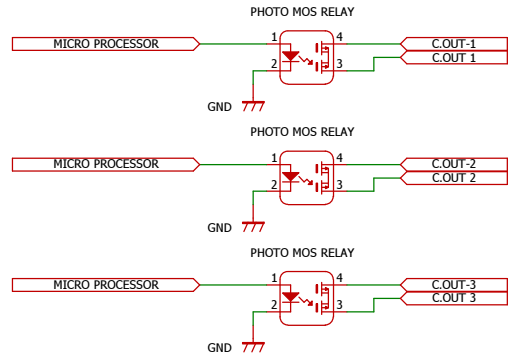 PHOTO MOS RELAY
MICRO PROCESSOR
1
4
C.OUT-1
2
3
C.OUT 1
GND
PHOTO MOS RELAY
MICRO PROCESSOR
1
4
C.OUT-2
2
3
C.OUT 2
GND
PHOTO MOS RELAY
MICRO PROCESSOR
1
4
C.OUT-3
2
3
C.OUT 3
GND